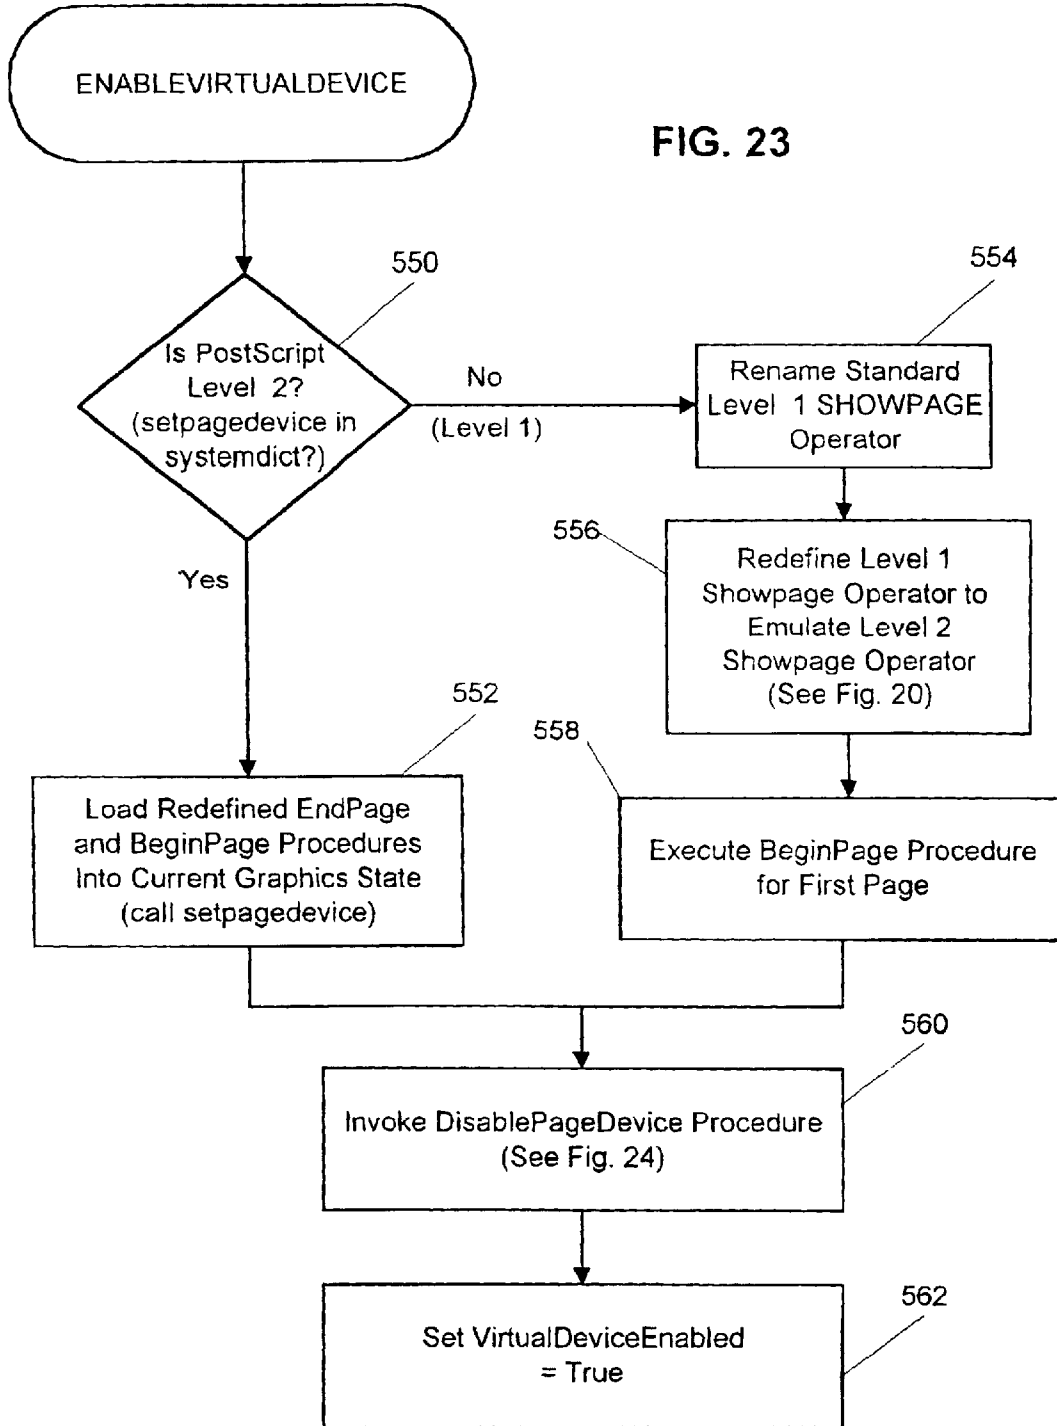 ENABLEVIRTUALDEVICE
FIG. 23
550
Is PostScript
Level 2?
(setpagedevice in
systemdict?)
No
(Level 1)
554
Rename Standard
Level 1 SHOWPAGE
Operator
556
Redefine Level 1
Showpage Operator to
Emulate Level 2
Showpage Operator
(See Fig. 20)
Yes
552
Load Redefined EndPage
and BeginPage Procedures
Into Current Graphics State
(call setpagedevice)
558
Execute BeginPage Procedure
for First Page
560
Invoke DisablePageDevice Procedure
(See Fig. 24)
562
Set VirtualDeviceEnabled
= True